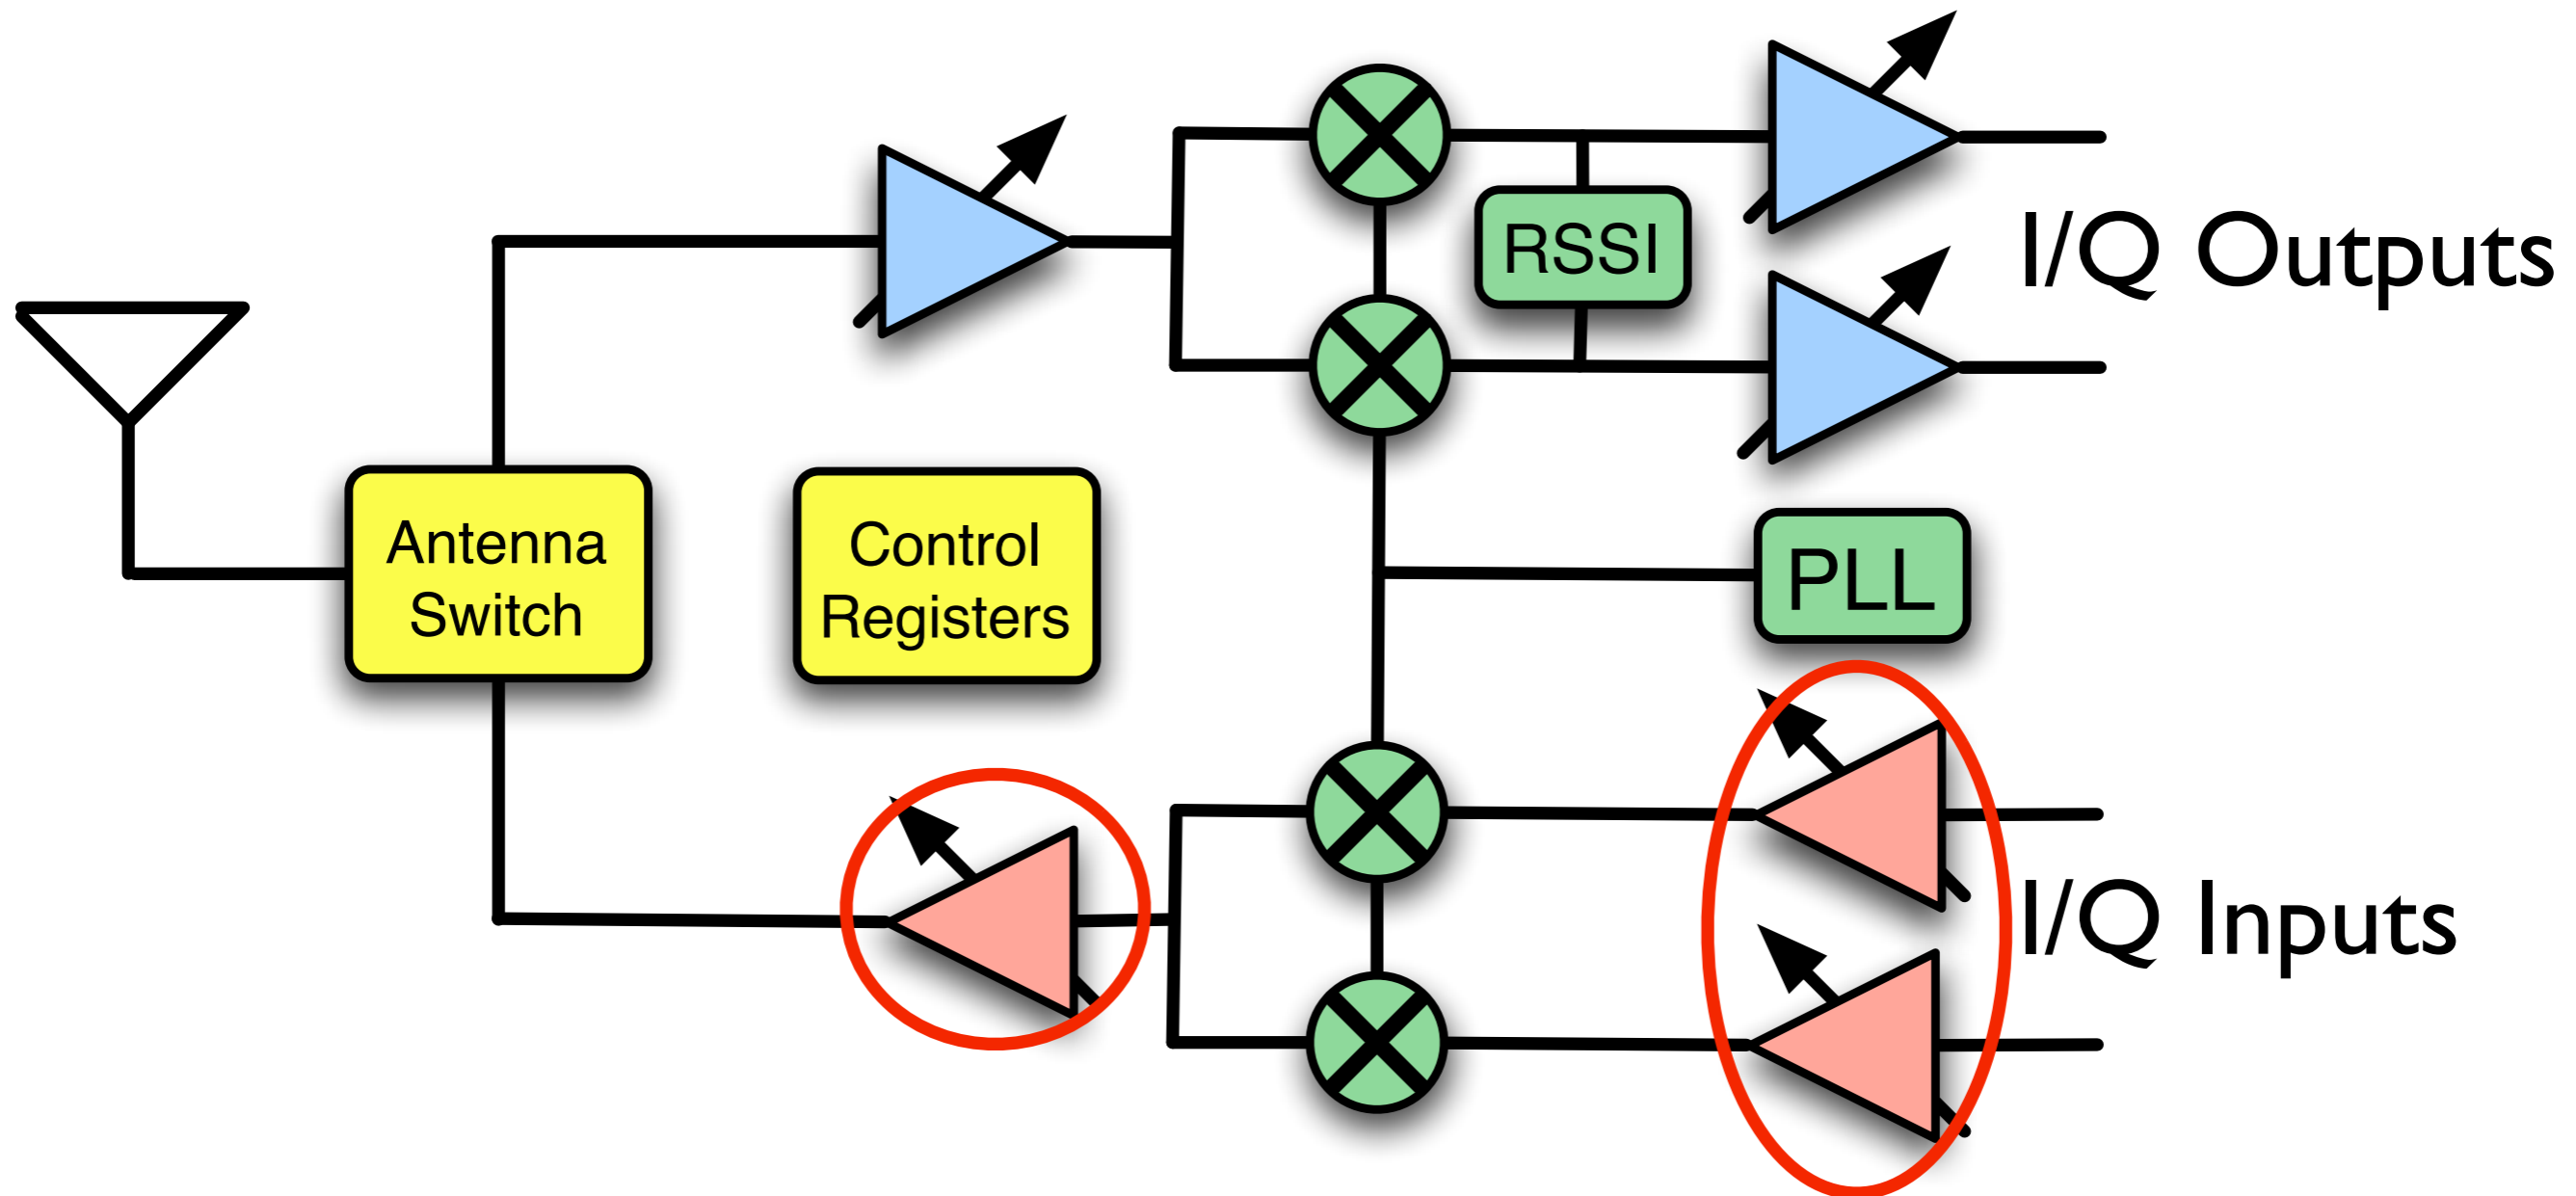 RSSI
I/Q Outputs
Antenna
Switch
Control
Registers
PLL
I/Q Inputs